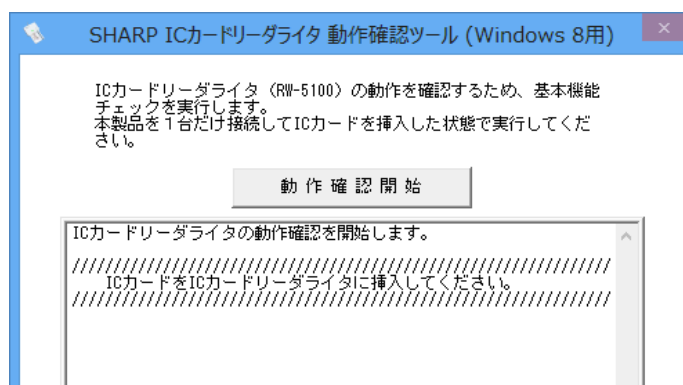 SHARP ICカードリーダライタ 動作確認ツール (Windows 8用)
ICカードリーダライタ（RW-5100）の動作を確認するため、基本機能
チェックを実行します。
本製品を１台だけ接続してICカードを挿入した状態で実行してくだ
さい。
動作確認開始
ICカードリーダライタの動作確認を開始します。
/////////////////////////////////////////////////////////////////
ICカードをICカードリーダライタに挿入してください。
/////////////////////////////////////////////////////////////////